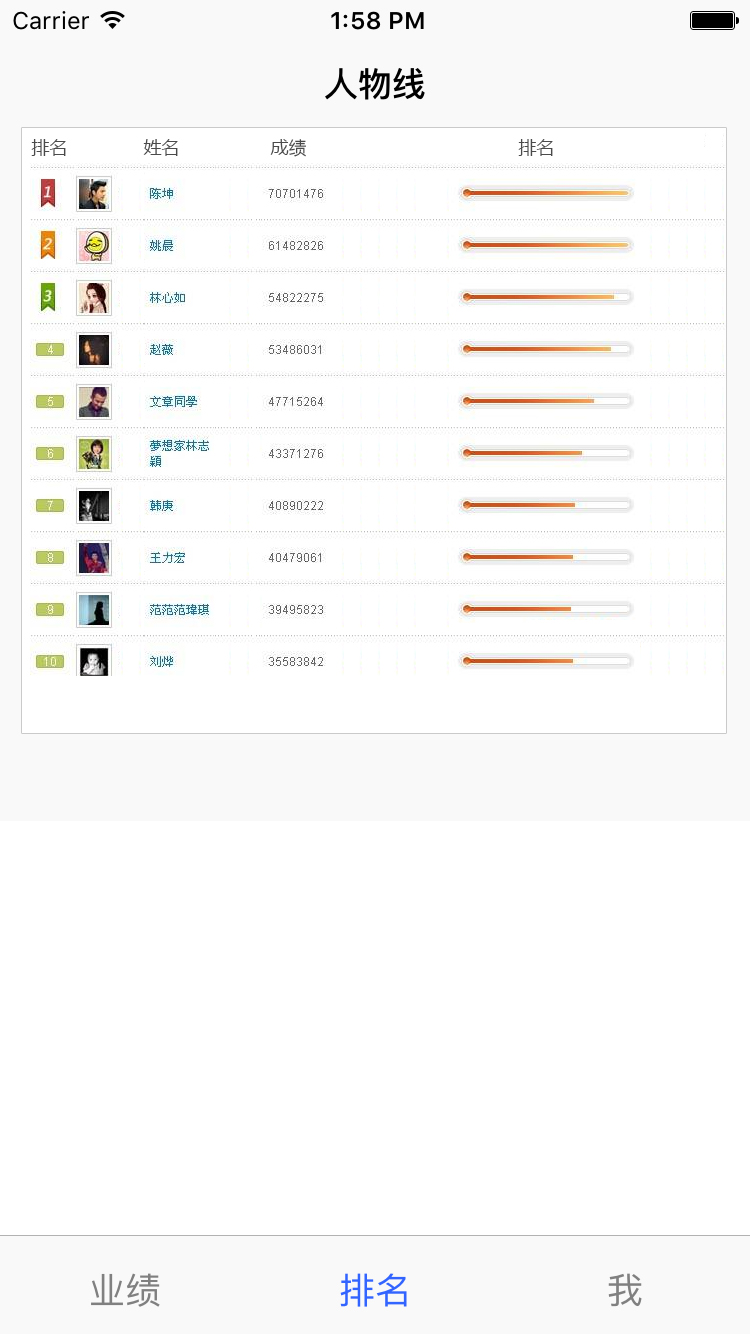 Carrier 1:58 PM
人物线
排名 姓名 成绩 排名
1 陈坤 70701476
2 姚晨 61482826
3 林心如 54822275
4 赵薇 53486031
5 文章同學 47715264
6 夢想家林志
穎 43371276
7 韩庚 40890222
8 王力宏 40479061
9 范范范瑋琪 39495823
10 刘烨 35583842
业绩 排名 我